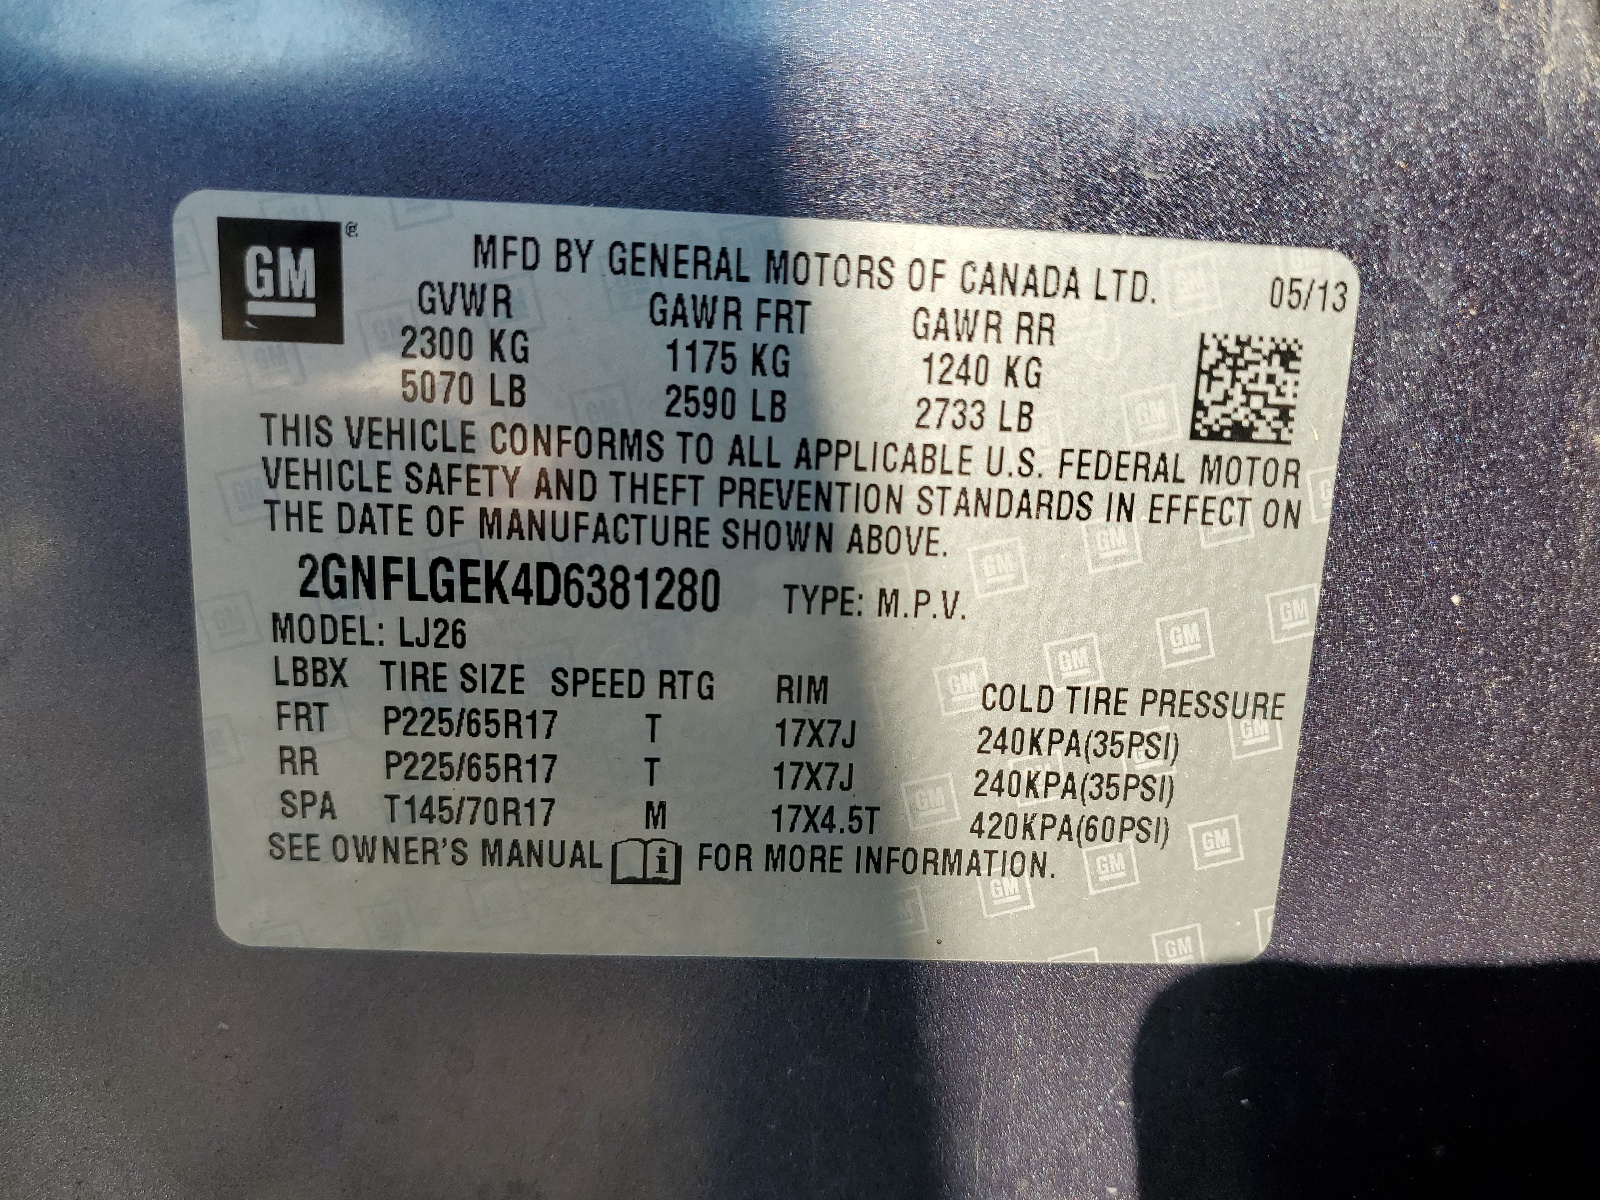 GM ®
MFD BY GENERAL MOTORS OF CANADA LTD. 05/13
GVWR GAWR FRT GAWR RR
2300 KG 1175 KG 1240 KG
5070 LB 2590 LB 2733 LB
THIS VEHICLE CONFORMS TO ALL APPLICABLE U.S. FEDERAL MOTOR
VEHICLE SAFETY AND THEFT PREVENTION STANDARDS IN EFFECT ON
THE DATE OF MANUFACTURE SHOWN ABOVE.
2GNFLGEK4D6381280 TYPE: M.P.V.
MODEL: LJ26
LBBX TIRE SIZE SPEED RTG RIM COLD TIRE PRESSURE
FRT P225/65R17 T 17X7J 240KPA(35PSI)
RR P225/65R17 T 17X7J 240KPA(35PSI)
SPA T145/70R17 M 17X4.5T 420KPA(60PSI)
SEE OWNER'S MANUAL i FOR MORE INFORMATION.